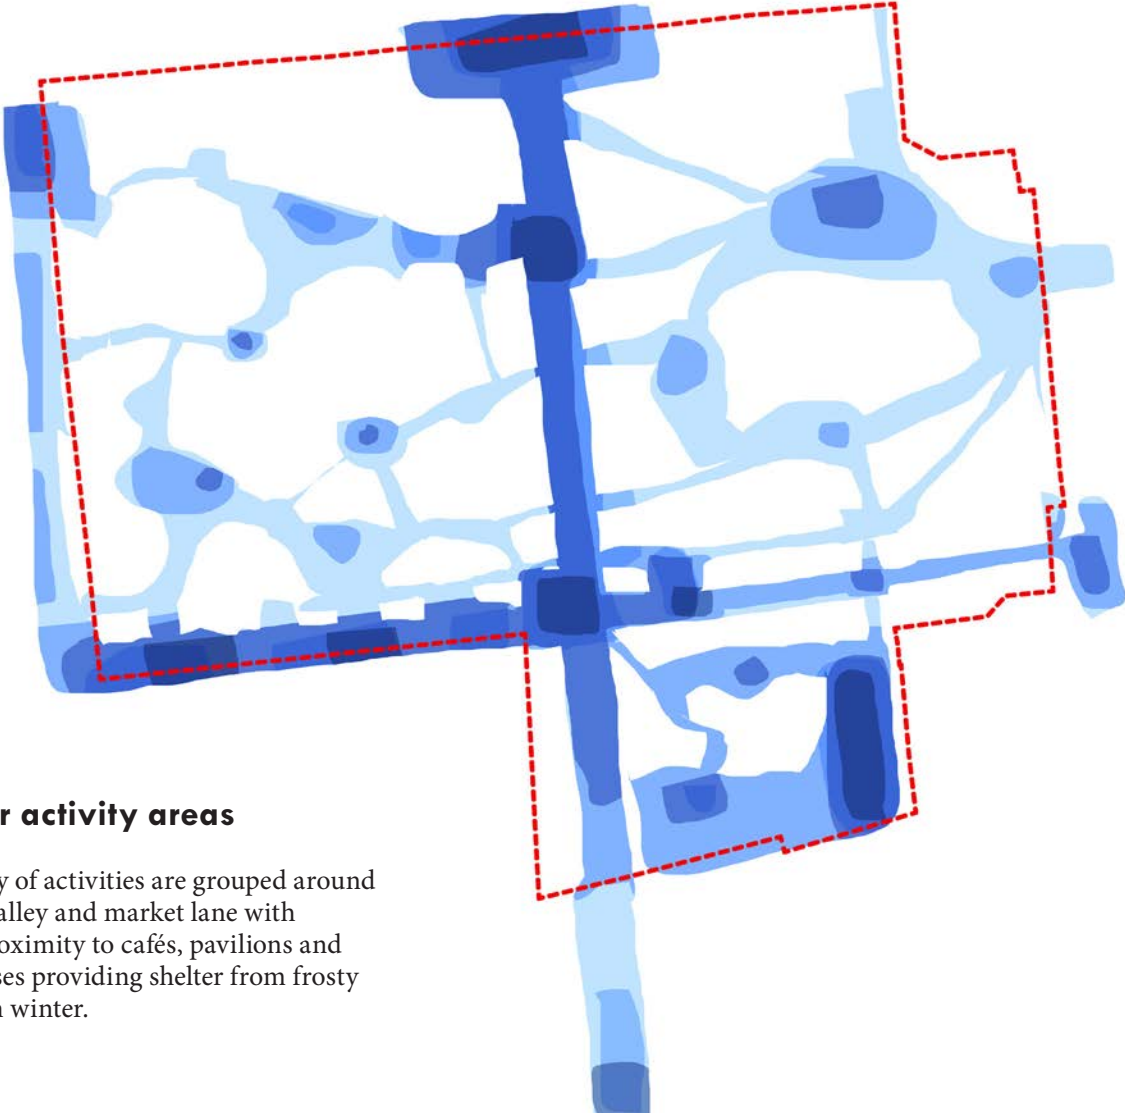 r activity areas
y of activities are grouped around
alley and market lane with
oximity to cafés, pavilions and
ses providing shelter from frosty
winter.